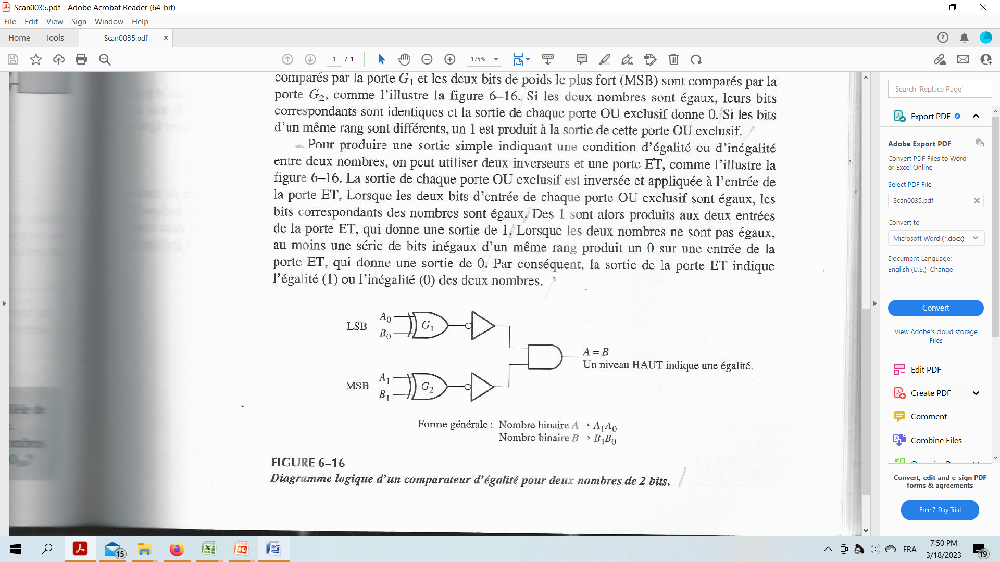 Scan0035.pdf - Adobe Acrobat Reader (64-bit)
File Edit View Sign Window Help
Home Tools Scan0035.pdf
1 / 1 175%
comparés par la porte G1 et les deux bits de poids le plus fort (MSB) sont comparés par la
porte G2, comme l'illustre la figure 6–16. Si les deux nombres sont égaux, leurs bits
correspondants sont identiques et la sortie de chaque porte OU exclusif donne 0. Si les bits
d'un même rang sont différents, un 1 est produit à la sortie de cette porte OU exclusif.
Pour produire une sortie simple indiquant une condition d'égalité ou d'inégalité
entre deux nombres, on peut utiliser deux inverseurs et une porte ET, comme l'illustre la
figure 6–16. La sortie de chaque porte OU exclusif est inversée et appliquée à l'entrée de
la porte ET. Lorsque les deux bits d'entrée de chaque porte OU exclusif sont égaux, les
bits correspondants des nombres sont égaux. Des 1 sont alors produits aux deux entrées
de la porte ET, qui donne une sortie de 1. Lorsque les deux nombres ne sont pas égaux,
au moins une série de bits inégaux d'un même rang produit un 0 sur une entrée de la
porte ET, qui donne une sortie de 0. Par conséquent, la sortie de la porte ET indique
l'égalité (1) ou l'inégalité (0) des deux nombres.
LSB A0 B0 G1
A = B
Un niveau HAUT indique une égalité.
MSB A1 B1 G2
Forme générale : Nombre binaire A → A1A0
Nombre binaire B → B1B0
FIGURE 6–16
Diagramme logique d'un comparateur d'égalité pour deux nombres de 2 bits.
Search 'Replace Page'
Export PDF
Adobe Export PDF
Convert PDF Files to Word
or Excel Online
Select PDF File
Scan0035.pdf
Convert to
Microsoft Word (*.docx)
Document Language:
English (U.S.) Change
Convert
View Adobe's cloud storage
Files
Edit PDF
Create PDF
Comment
Combine Files
Convert, edit and e-sign PDF
forms & agreements
Free 7-Day Trial
15
FRA
7:50 PM
3/18/2023
19